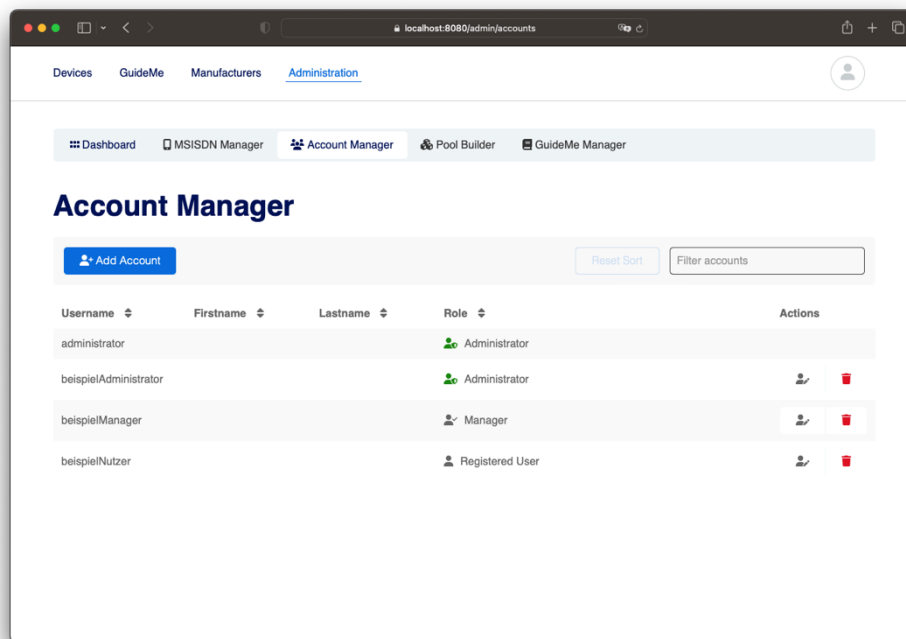 localhost:8080/admin/accounts
Devices GuideMe Manufacturers Administration
Dashboard MSISDN Manager Account Manager Pool Builder GuideMe Manager
Account Manager
Add Account Reset Sort Filter accounts
Username Firstname Lastname Role Actions
administrator Administrator
beispielAdministrator Administrator
beispielManager Manager
beispielNutzer Registered User